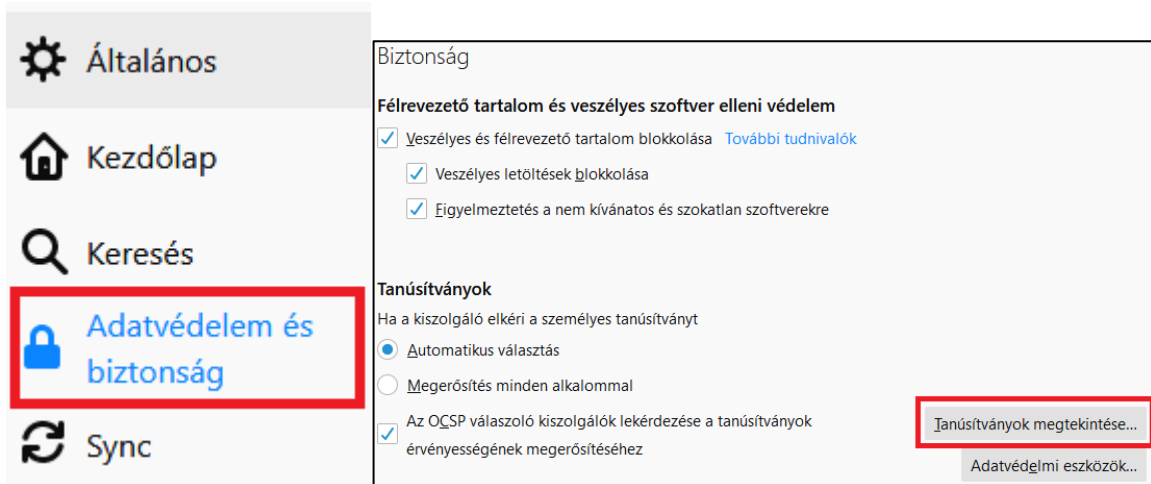 Általános
Kezdőlap
Keresés
Adatvédelem és
biztonság
Sync
Biztonság
Félrevezető tartalom és veszélyes szoftver elleni védelem
Veszélyes és félrevezető tartalom blokkolása További tudnivalók
Veszélyes letöltések blokkolása
Figyelmeztetés a nem kívánatos és szokatlan szoftverekre
Tanúsítványok
Ha a kiszolgáló elkéri a személyes tanúsítványt
Automatikus választás
Megerősítés minden alkalommal
Az OCSP válaszoló kiszolgálók lekérdezése a tanúsítványok
érvényességének megerősítéséhez
Tanúsítványok megtekintése...
Adatvédelmi eszközök...